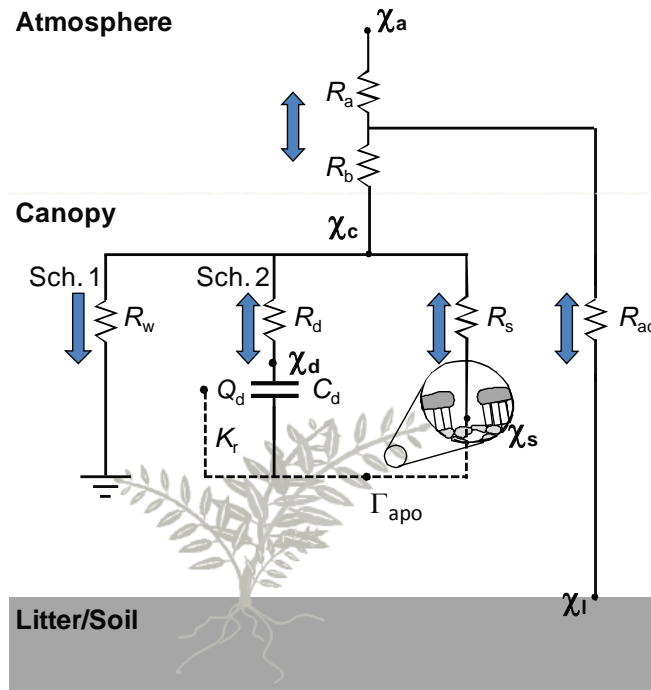 Atmosphere
χa
Ra
Rb
Canopy
χc
Sch. 1
Sch. 2
Rw
Rd
Rs
Rac
χd
Qd
Cd
χs
Kr
Γapo
Litter/Soil
χl